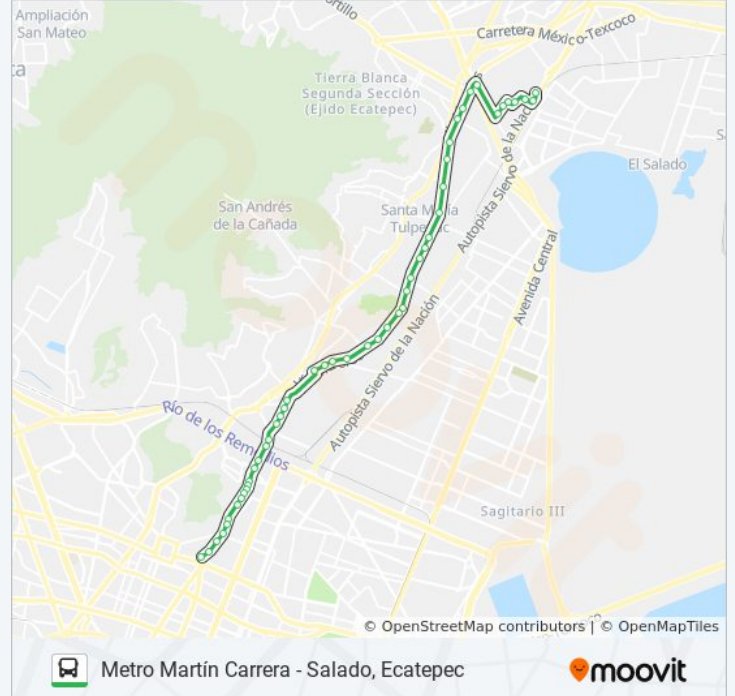 Ampliación
San Mateo
Carretera México-Texcoco
Tierra Blanca
Segunda Sección
(Ejido Ecatepec)
El Salado
San Andrés
de la Cañada
Santa María
Autopista Siervo de la Nación
Avenida Central
Autopista Siervo de la Nación
Río de los Remedios
Sagitario III
© OpenStreetMap contributors | © OpenMapTiles
Metro Martín Carrera - Salado, Ecatepec
moovit